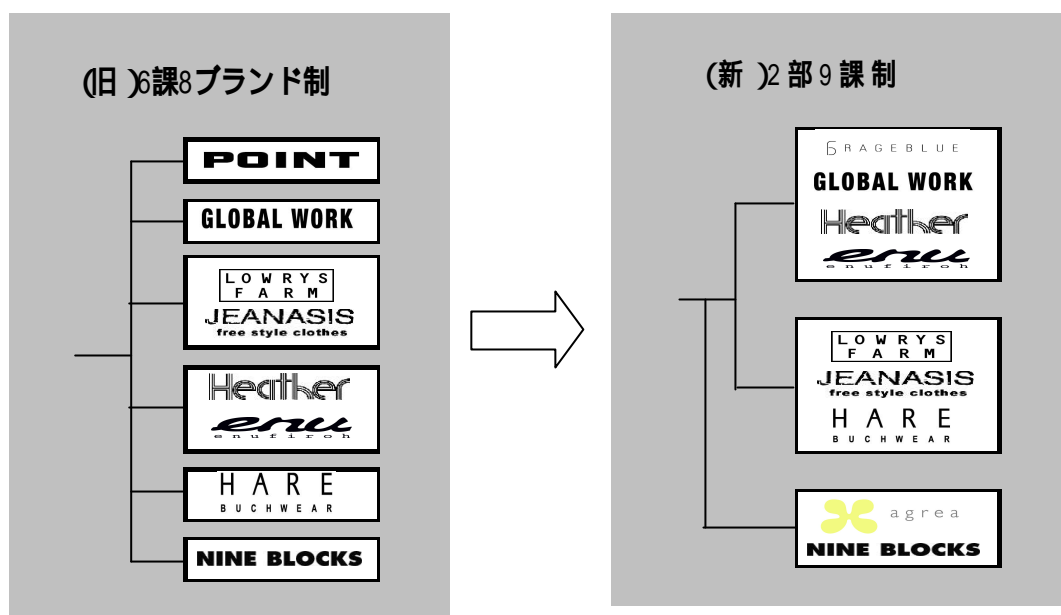 (旧)6課8ブランド制
POINT
GLOBAL WORK
LOWRYS
FARM
JEANASIS
free style clothes
Heather
enu
enufiroh
HARE
BUCHWEAR
NINE BLOCKS
(新)2部9課制
RAGEBLUE
GLOBAL WORK
Heather
enu
enufiroh
LOWRYS
FARM
JEANASIS
free style clothes
HARE
BUCHWEAR
agrea
NINE BLOCKS